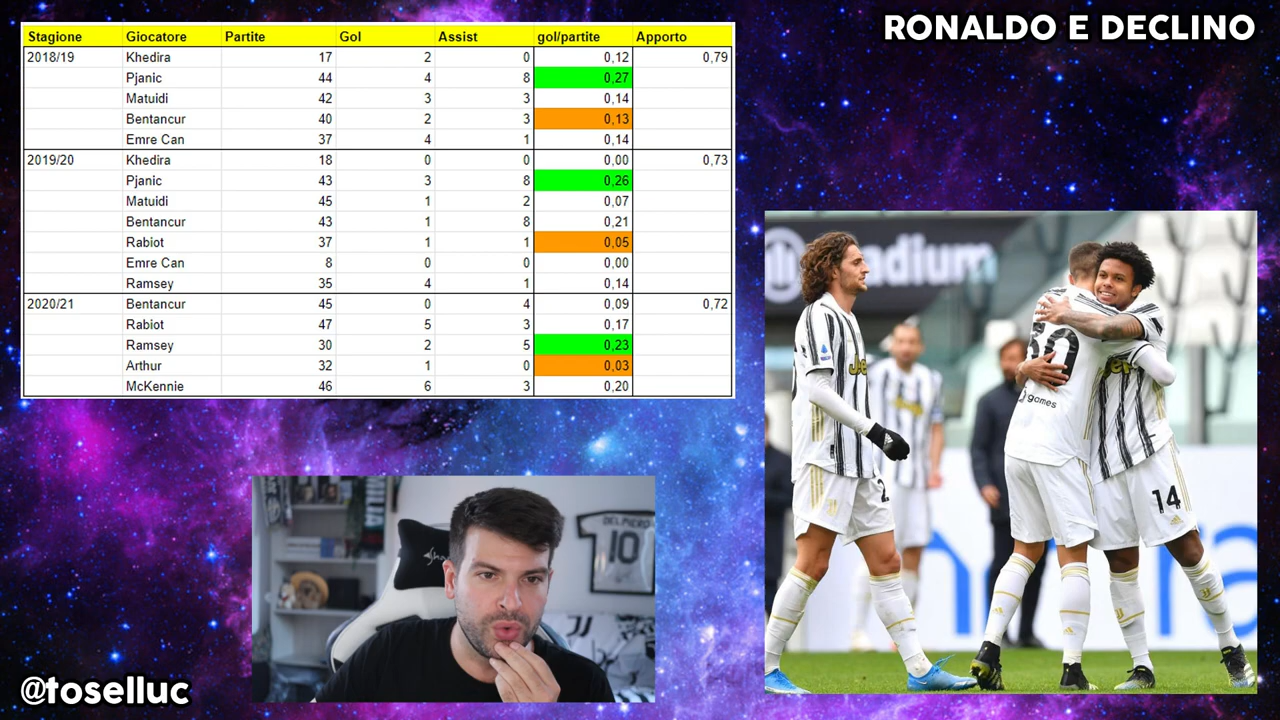 RONALDO E DECLINO
Stagione Giocatore Partite Gol Assist gol/partite Apporto
2018/19 Khedira 17 2 0 0,12 0,79
Pjanic 44 4 8 0,27
Matuidi 42 3 3 0,14
Bentancur 40 2 3 0,13
Emre Can 37 4 1 0,14
2019/20 Khedira 18 0 0 0,00 0,73
Pjanic 43 3 8 0,26
Matuidi 45 1 2 0,07
Bentancur 43 1 8 0,21
Rabiot 37 1 1 0,05
Emre Can 8 0 0 0,00
Ramsey 35 4 1 0,14
2020/21 Bentancur 45 0 4 0,09 0,72
Rabiot 47 5 3 0,17
Ramsey 30 2 5 0,23
Arthur 32 1 0 0,03
McKennie 46 6 3 0,20
adium
Jeep
30
games
14
2
DEL PIERO
10
@toselluc